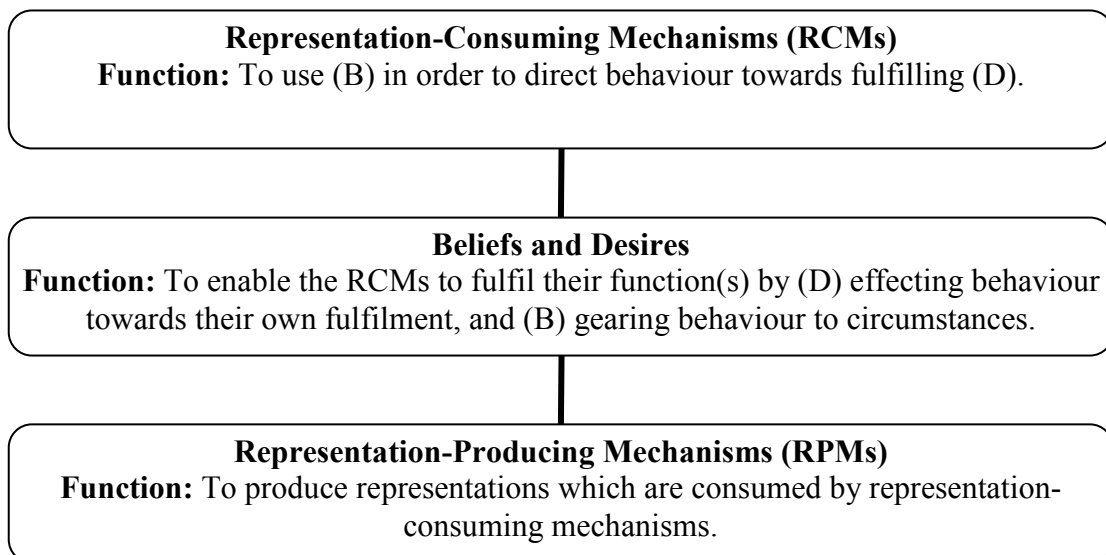 Representation-Consuming Mechanisms (RCMs)
Function: To use (B) in order to direct behaviour towards fulfilling (D).
Beliefs and Desires
Function: To enable the RCMs to fulfil their function(s) by (D) effecting behaviour
towards their own fulfilment, and (B) gearing behaviour to circumstances.
Representation-Producing Mechanisms (RPMs)
Function: To produce representations which are consumed by representation-
consuming mechanisms.